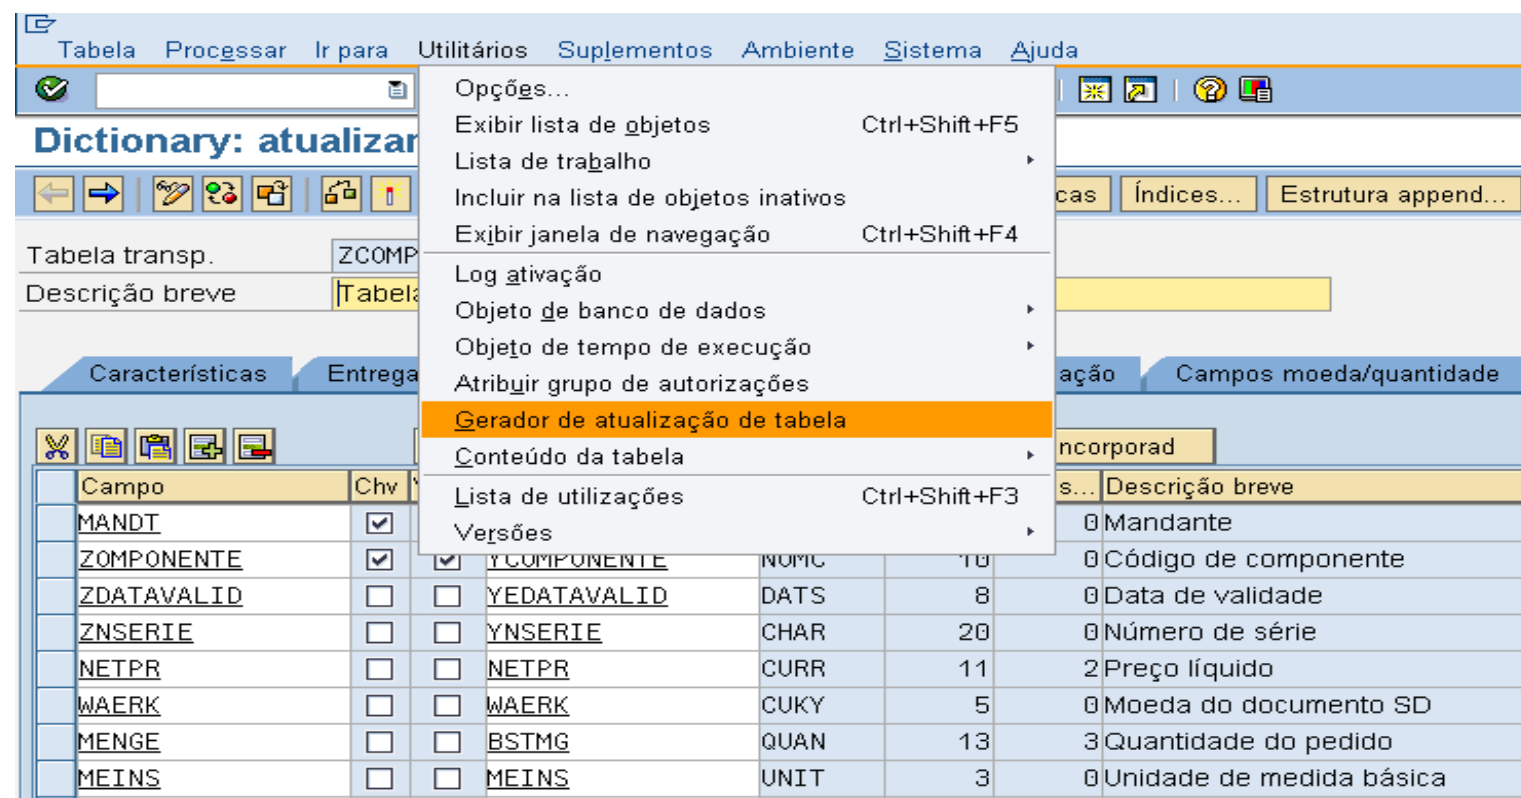 Tabela Processar Ir para Utilitários Suplementos Ambiente Sistema Ajuda
Opções...
Exibir lista de objetos Ctrl+Shift+F5
Dictionary: atualizar
Lista de trabalho
Incluir na lista de objetos inativos
cas Índices... Estrutura append...
Exibir janela de navegação Ctrl+Shift+F4
Tabela transp. ZCOMP
Log ativação
Descrição breve Tabela
Objeto de banco de dados
Objeto de tempo de execução
Características Entrega ação Campos moeda/quantidade
Atribuir grupo de autorizações
Gerador de atualização de tabela
Conteúdo da tabela
ncorporad
Campo Chv s... Descrição breve
Lista de utilizações Ctrl+Shift+F3
MANDT 0 Mandante
Versões
ZOMPONENTE YCOMPONENTE NUMC 10 0 Código de componente
ZDATAVALID YEDATAVALID DATS 8 0 Data de validade
ZNSERIE YNSERIE CHAR 20 0 Número de série
NETPR NETPR CURR 11 2 Preço líquido
WAERK WAERK CUKY 5 0 Moeda do documento SD
MENGE BSTMG QUAN 13 3 Quantidade do pedido
MEINS MEINS UNIT 3 0 Unidade de medida básica